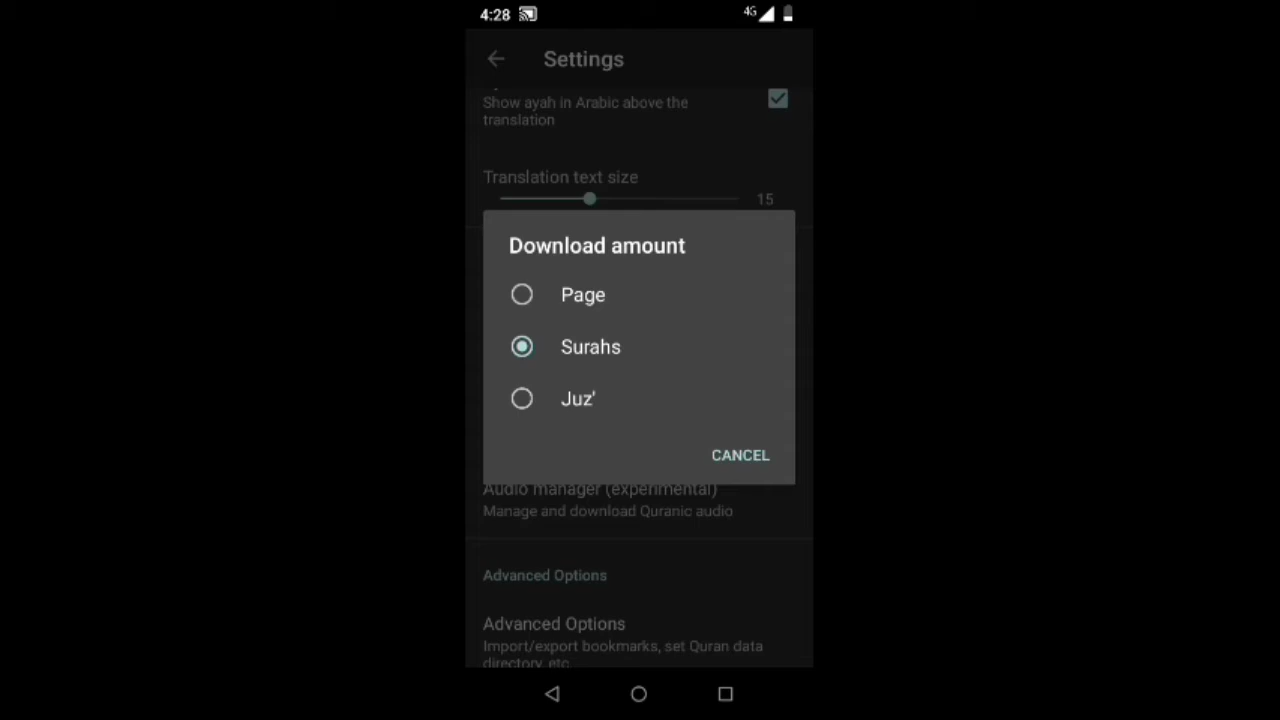 4:28
4G
Settings
Show ayah in Arabic above the
translation
Translation text size
15
Download amount
Page
Surahs
Juz'
CANCEL
Audio manager (experimental)
Manage and download Quranic audio
Advanced Options
Advanced Options
Import/export bookmarks, set Quran data
directory, etc.